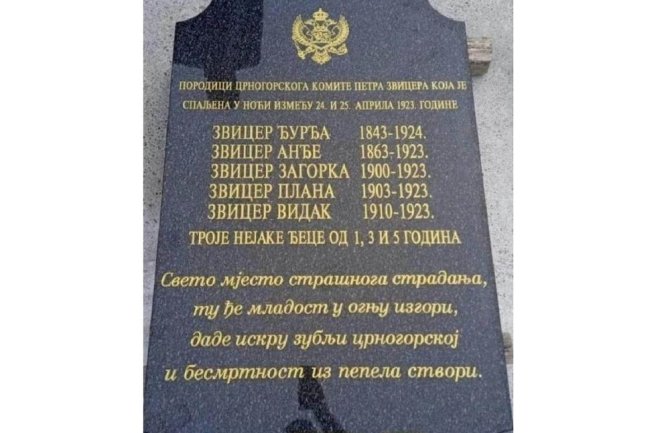 ПОРОДИЦИ ЦРНОГОРСКОГА КОМИТЕ ПЕТРА ЗВИЦЕРА КОЈА ЈЕ
СПАЉЕНА У НОЋИ ИЗМЕЂУ 24. И 25. АПРИЛА 1923. ГОДИНЕ
ЗВИЦЕР ЂУРЂА 1843-1924.
ЗВИЦЕР АНЂЕ 1863-1923.
ЗВИЦЕР ЗАГОРКА 1900-1923.
ЗВИЦЕР ПЛАНА 1903-1923.
ЗВИЦЕР ВИДАК 1910-1923.
ТРОЈЕ НЕЈАКЕ ЂЕЦЕ ОД 1, 3 И 5 ГОДИНА
Свето мјесто страшнога страдања,
ту ђе младост у огњу изгори,
даде искру зубљи црногорској
и бесмртност из пепела створи.